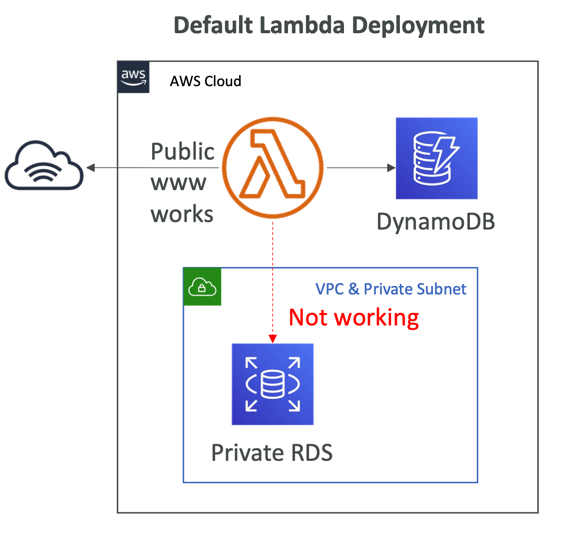 Default Lambda Deployment
aws
AWS Cloud
Public
www
works
DynamoDB
VPC & Private Subnet
Not working
Private RDS